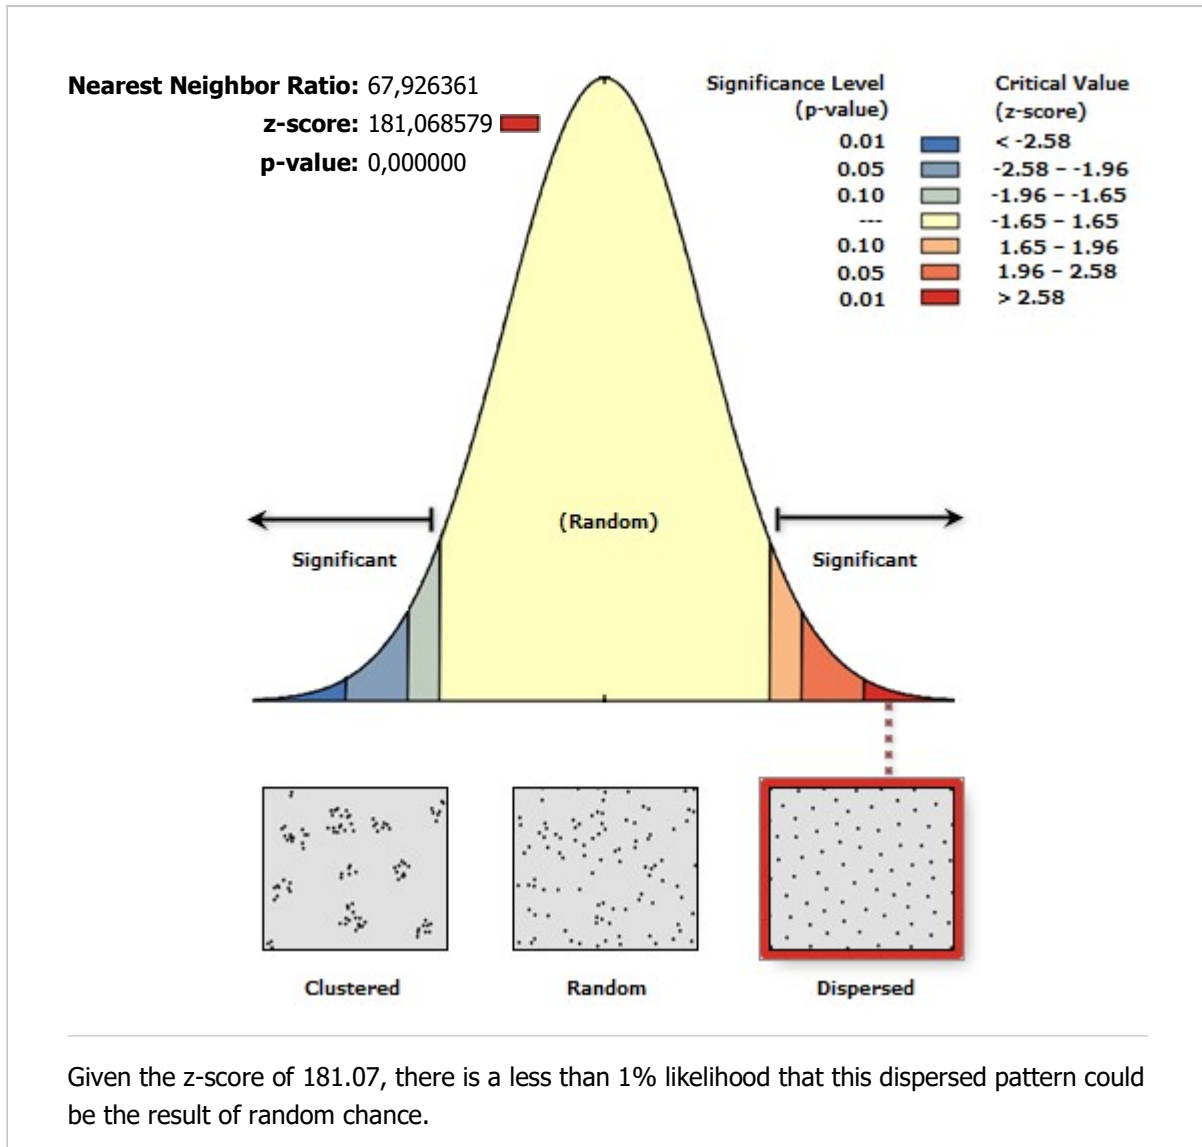 Nearest Neighbor Ratio: 67,926361
z-score: 181,068579
p-value: 0,000000
Significance Level
(p-value)
Critical Value
(z-score)
0.01 < -2.58
0.05 -2.58 – -1.96
0.10 -1.96 – -1.65
--- -1.65 – 1.65
0.10 1.65 – 1.96
0.05 1.96 – 2.58
0.01 > 2.58
Significant
(Random)
Significant
Clustered
Random
Dispersed
Given the z-score of 181.07, there is a less than 1% likelihood that this dispersed pattern could
be the result of random chance.